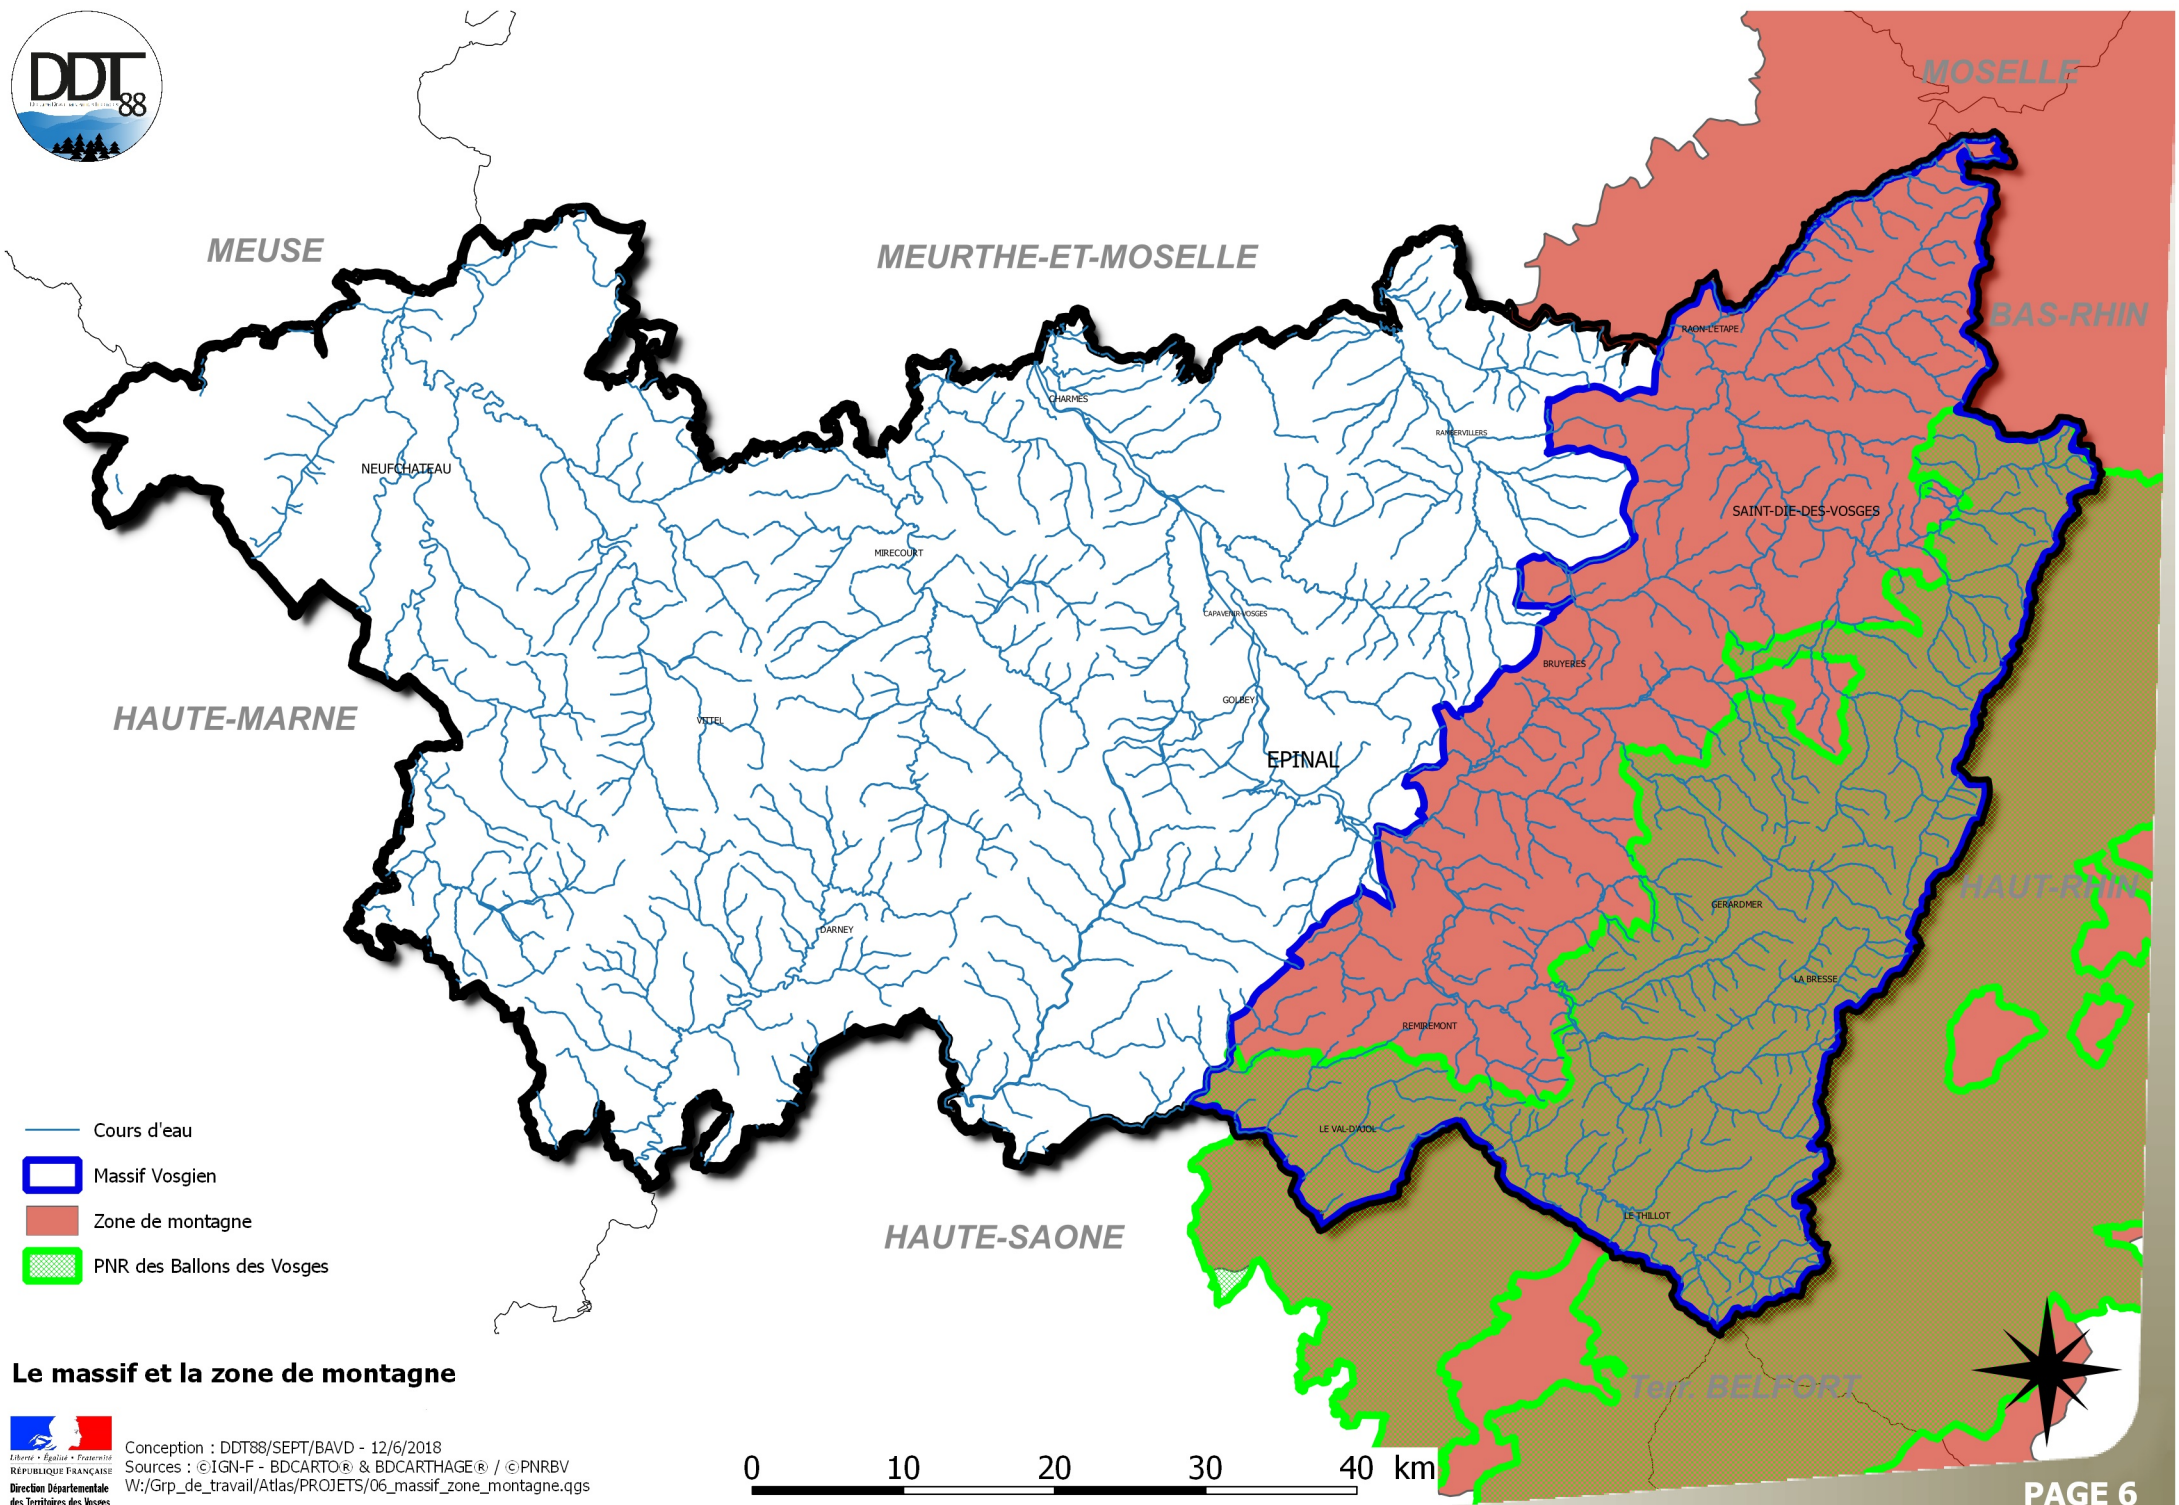 DDT
88
MOSELLE
MEUSE
MEURTHE-ET-MOSELLE
BAS-RHIN
RAON-L'ETAPE
CHARMES
RAMBERVILLERS
NEUFCHATEAU
SAINT-DIE-DES-VOSGES
MIRECOURT
CAPAVENIR-VOSGES
BRUYERES
HAUTE-MARNE
VITTEL
GOLBEY
EPINAL
HAUT-RHIN
GERARDMER
DARNEY
LA BRESSE
REMIREMONT
LE VAL-D'AJOL
LE THILLOT
HAUTE-SAONE
Terr. BELFORT
Cours d'eau
Massif Vosgien
Zone de montagne
PNR des Ballons des Vosges
Le massif et la zone de montagne
Liberté • Égalité • Fraternité
RÉPUBLIQUE FRANÇAISE
Direction Départementale
des Territoires des Vosges
Conception : DDT88/SEPT/BAVD - 12/6/2018
Sources : ©IGN-F - BDCARTO® & BDCARTHAGE® / ©PNRBV
W:/Grp_de_travail/Atlas/PROJETS/06_massif_zone_montagne.qgs
0 10 20 30 40 km
PAGE 6